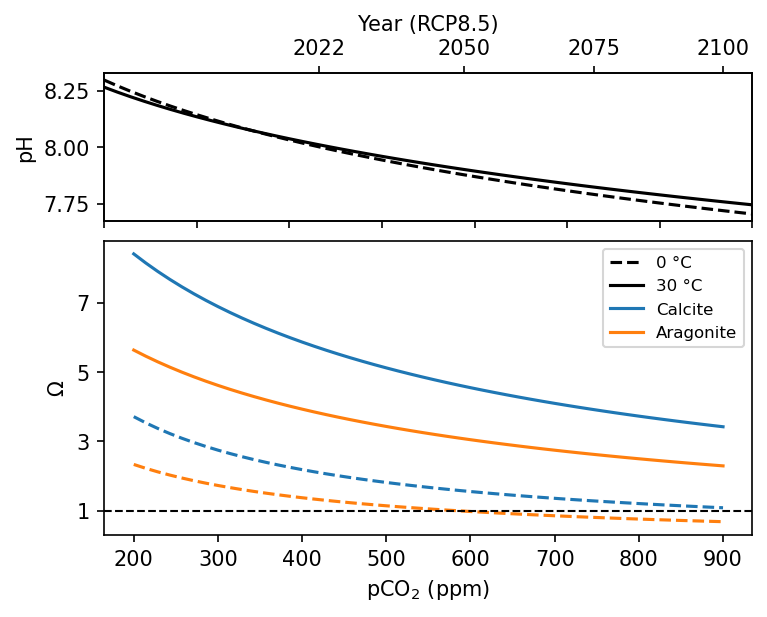 Year (RCP8.5)
2022 2050 2075 2100
8.25
8.00
7.75
pH
0 °C
30 °C
Calcite
Aragonite
7
5
3
1
Ω
200 300 400 500 600 700 800 900
pCO₂ (ppm)